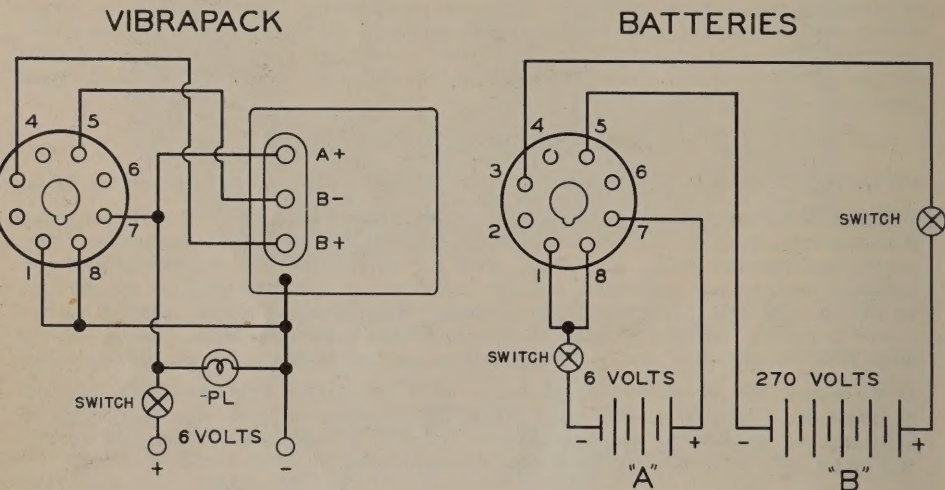 VIBRAPACK
4
5
6
7
1
8
A+
B-
B+
SWITCH
-PL
6 VOLTS
+
-
BATTERIES
4
5
3
6
2
7
1
8
SWITCH
SWITCH
6 VOLTS
270 VOLTS
-
+
-
+
"A"
"B"